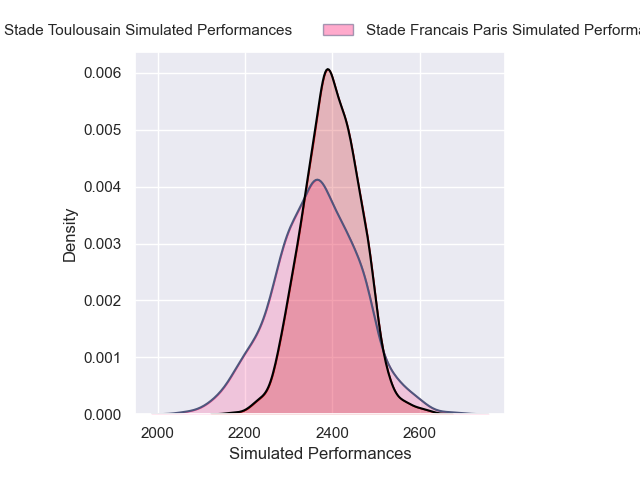 Stade Toulousain Simulated Performances Stade Francais Paris Simulated
0.006
0.005
0.004
0.003
0.002
0.001
0.000
Density
2000 2200 2400 2600
Simulated Performances